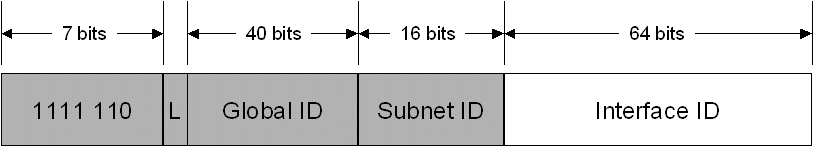 7 bits 40 bits 16 bits 64 bits
1111 110 L Global ID Subnet ID Interface ID